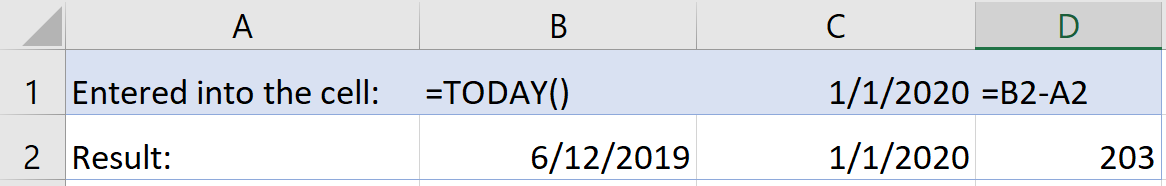 A B C D
1 Entered into the cell: =TODAY() 1/1/2020 =B2-A2
2 Result: 6/12/2019 1/1/2020 203